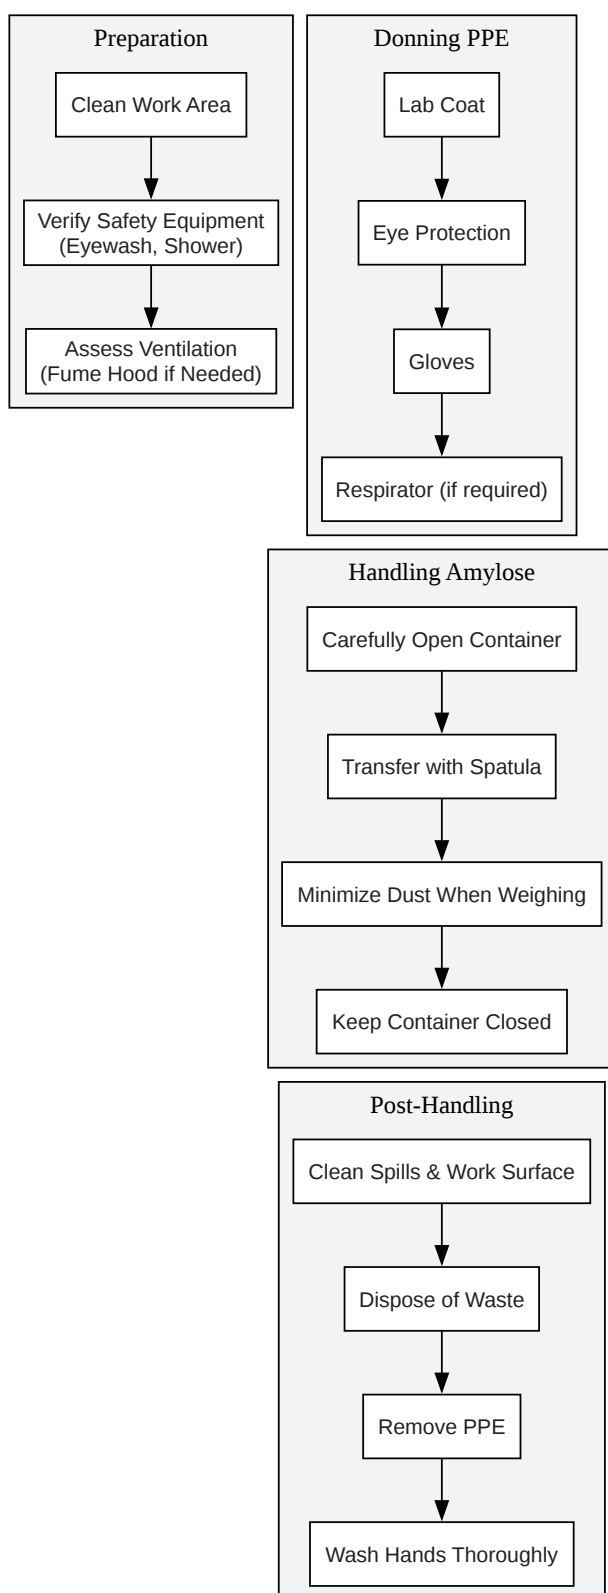 Preparation
Clean Work Area
Verify Safety Equipment
(Eyewash, Shower)
Assess Ventilation
(Fume Hood if Needed)
Donning PPE
Lab Coat
Eye Protection
Gloves
Respirator (if required)
Handling Amylose
Carefully Open Container
Transfer with Spatula
Minimize Dust When Weighing
Keep Container Closed
Post-Handling
Clean Spills & Work Surface
Dispose of Waste
Remove PPE
Wash Hands Thoroughly